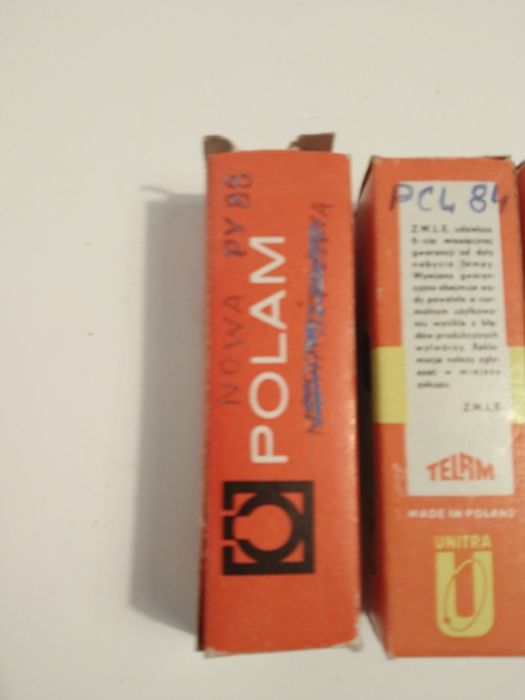 NOWA PY 88
POLAM
PCL 84
Z.W.L.E. udziela
6-cio miesięcznej
gwarancji od daty
nabycia lampy.
Wymiana gwaran-
cyjna obejmuje wa-
dy powstałe w nor-
malnym użytkowa-
niu wynikłe z błę-
dów produkcyjnych
wytwórcy. Rekla-
macje należy zgła-
szać w miejscu
zakupu.
Z.W.L.E.
TELAM
MADE IN POLAND
UNITRA